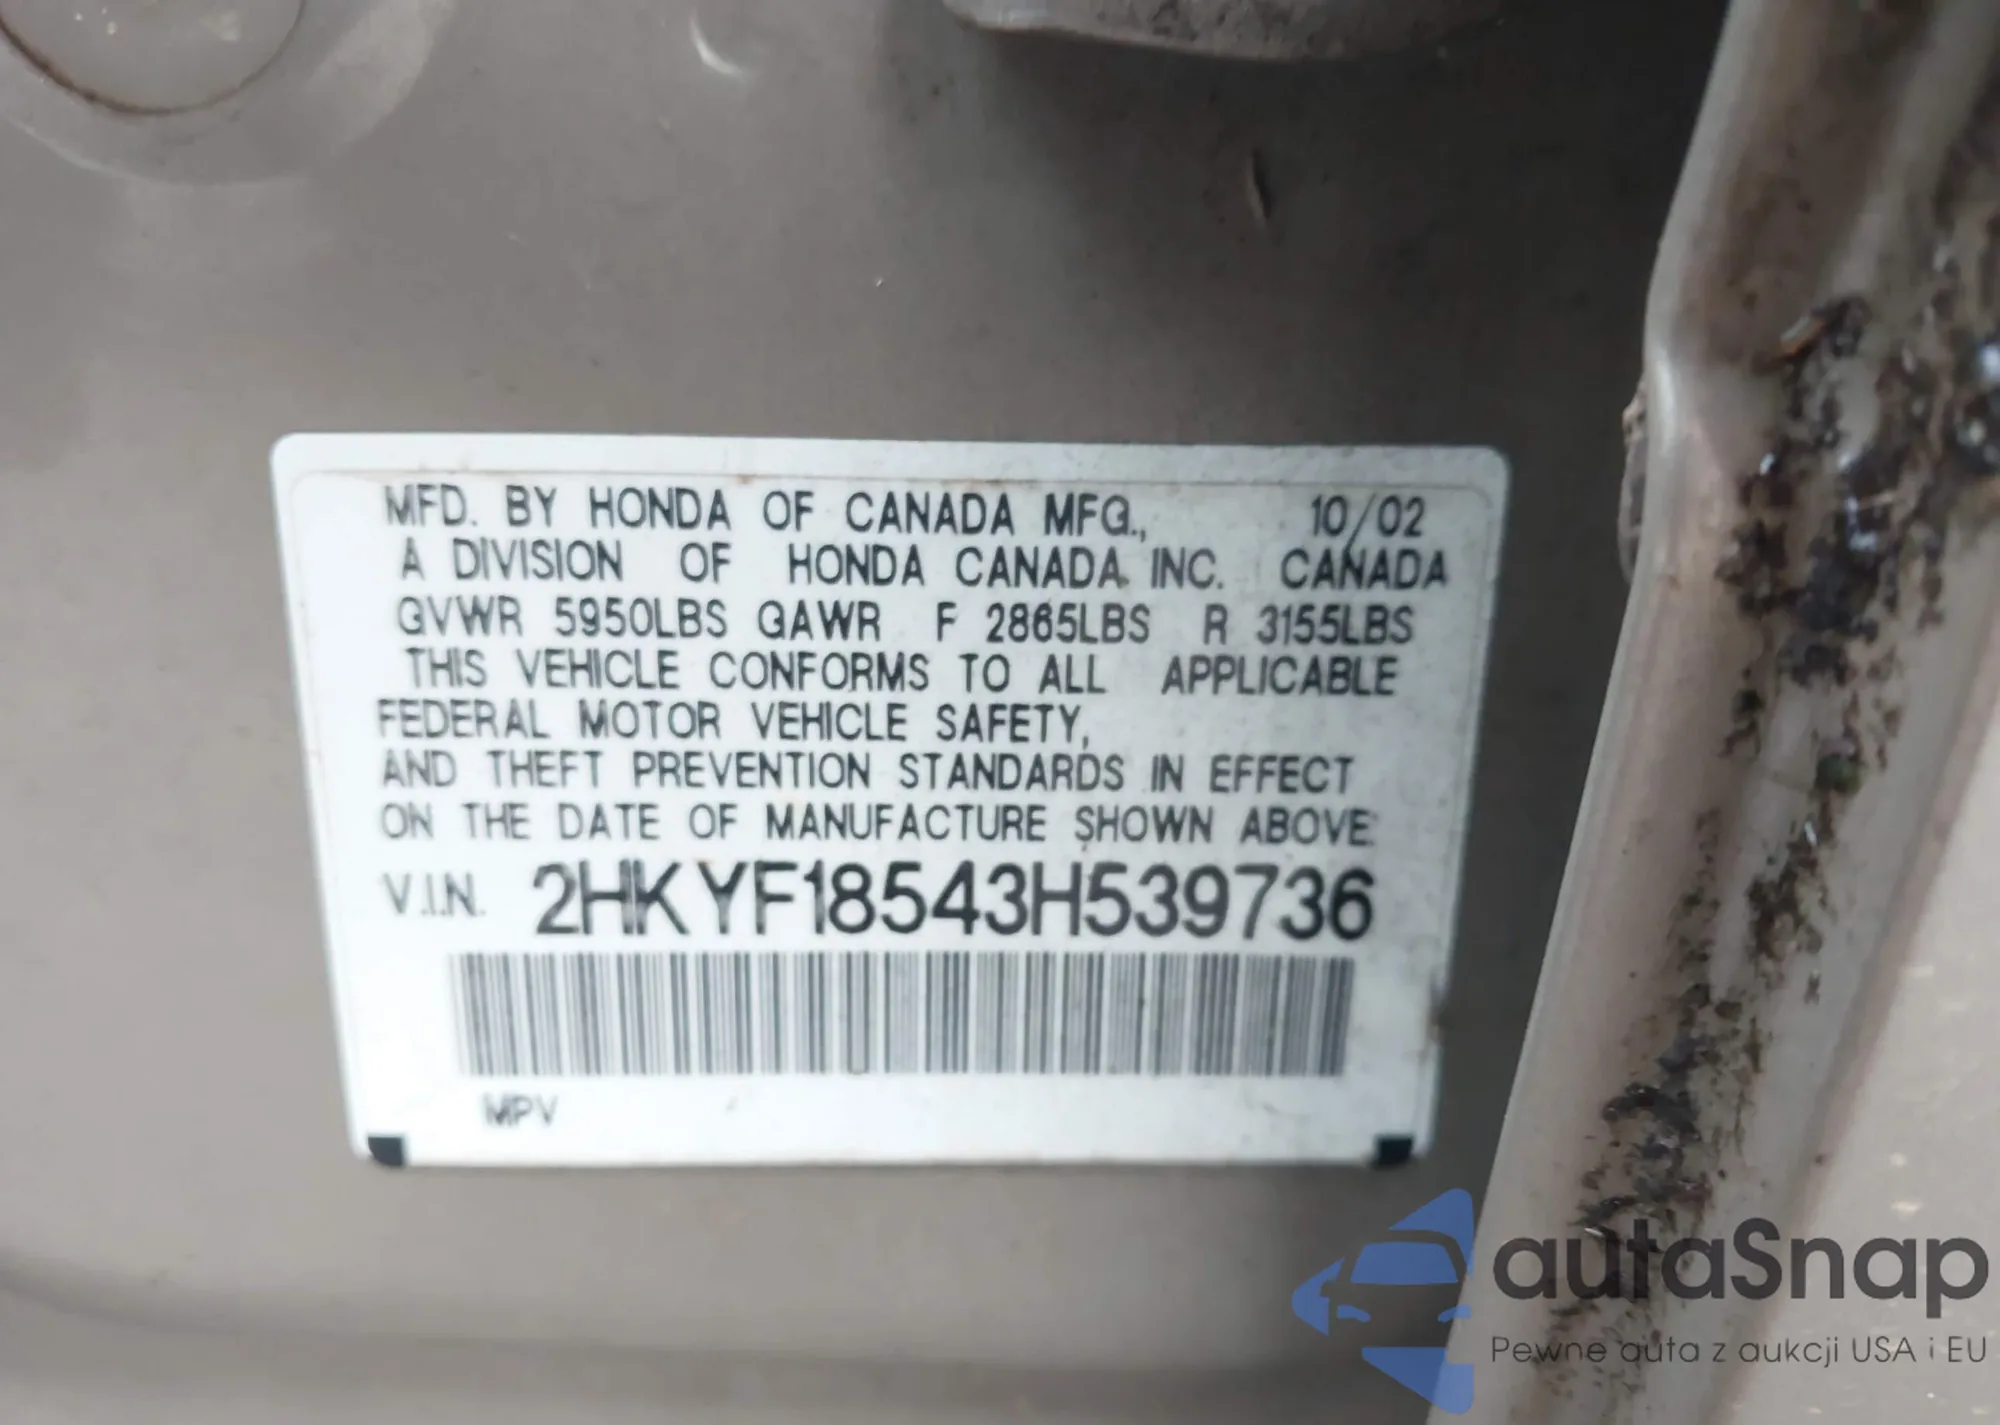 MFD. BY HONDA OF CANADA MFG., 10/02
A DIVISION OF HONDA CANADA INC. CANADA
GVWR 5950LBS GAWR F 2865LBS R 3155LBS
THIS VEHICLE CONFORMS TO ALL APPLICABLE
FEDERAL MOTOR VEHICLE SAFETY,
AND THEFT PREVENTION STANDARDS IN EFFECT
ON THE DATE OF MANUFACTURE SHOWN ABOVE
V.I.N. 2HKYF18543H539736
MPV
autaSnap
Pewne auta z aukcji USA i EU